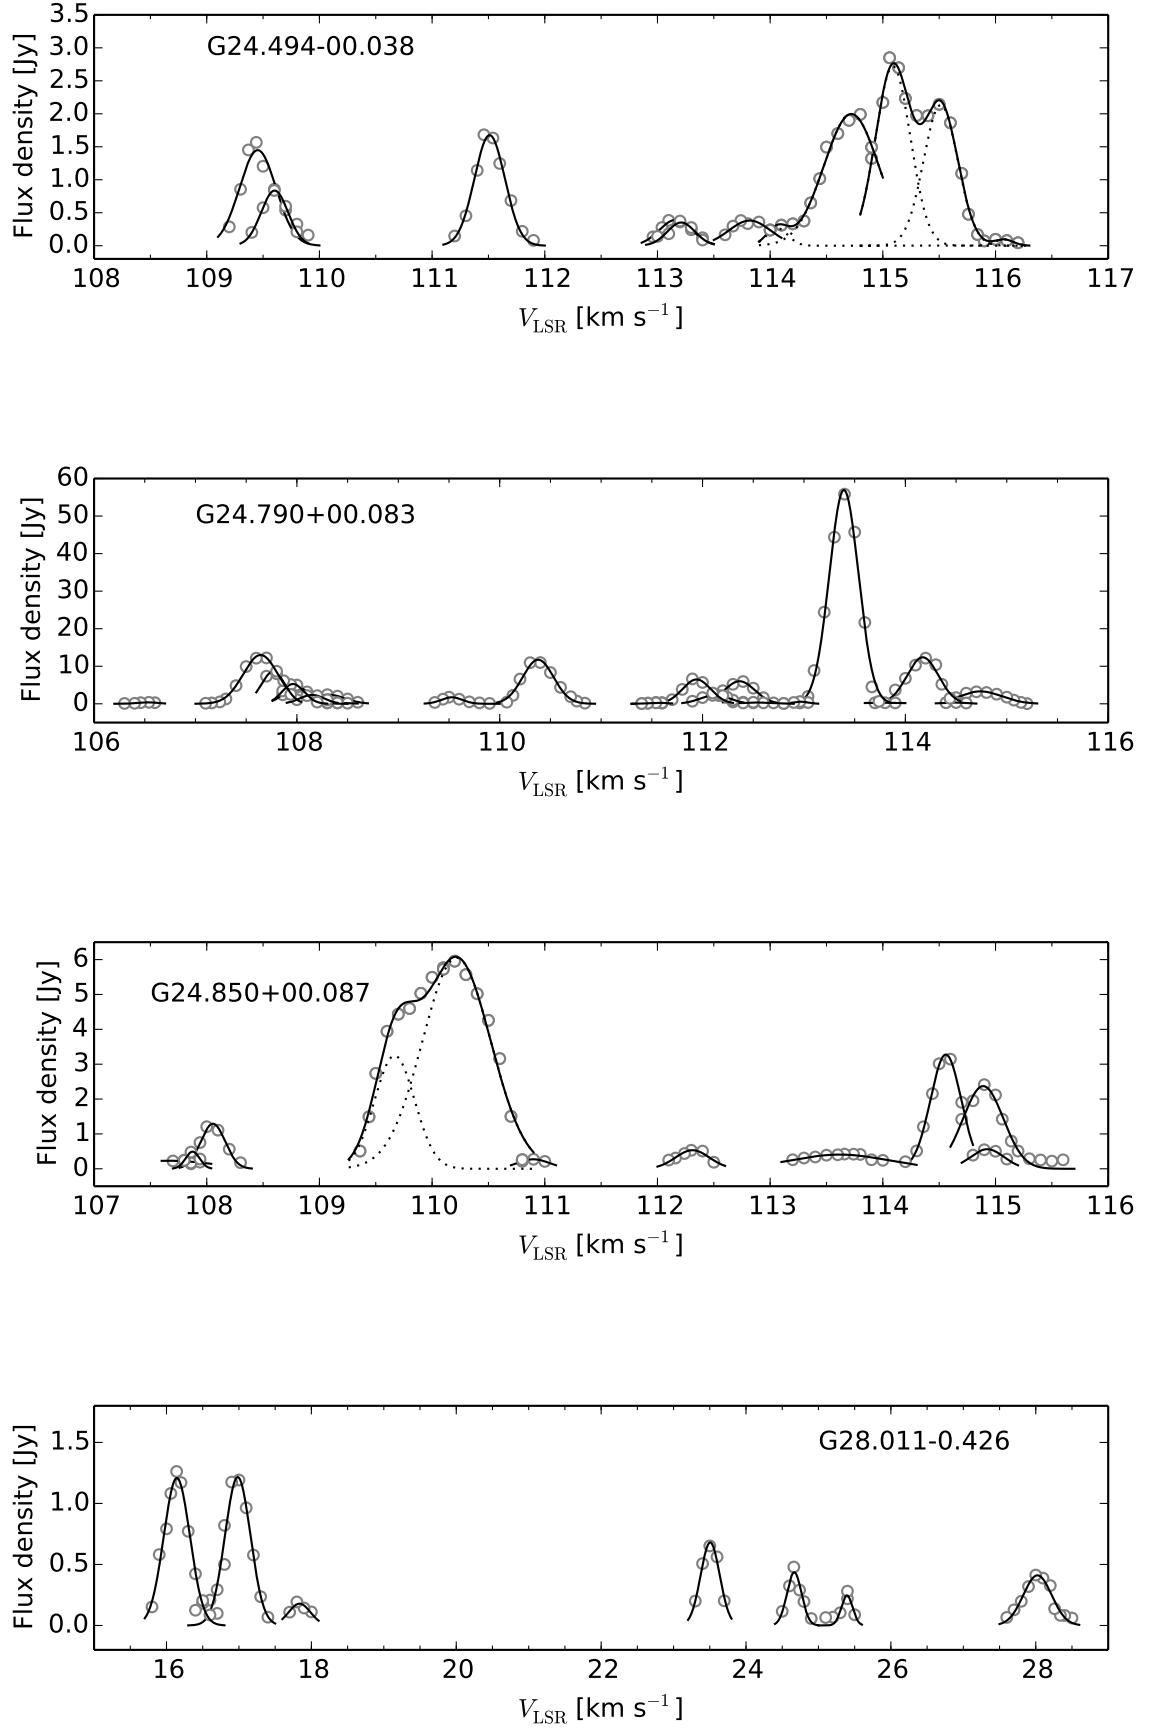 3.5
3.0
2.5
2.0
1.5
1.0
0.5
0.0
Flux density [Jy]
G24.494-00.038
108 109 110 111 112 113 114 115 116 117
V_LSR [km s⁻¹]
60
50
40
30
20
10
0
Flux density [Jy]
G24.790+00.083
106 108 110 112 114 116
V_LSR [km s⁻¹]
6
5
4
3
2
1
0
Flux density [Jy]
G24.850+00.087
107 108 109 110 111 112 113 114 115 116
V_LSR [km s⁻¹]
1.5
1.0
0.5
0.0
Flux density [Jy]
G28.011-0.426
16 18 20 22 24 26 28
V_LSR [km s⁻¹]